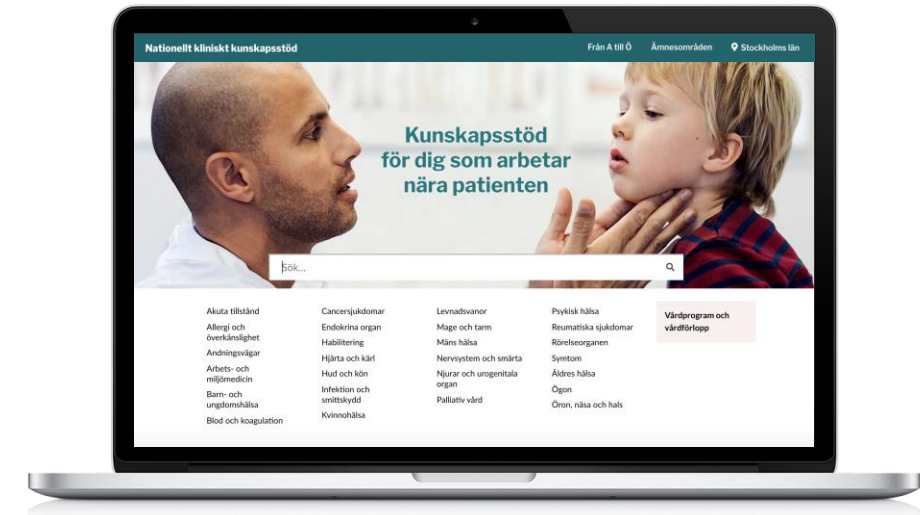 Nationellt kliniskt kunskapsstöd
Från A till Ö
Ämnesområden
Stockholms län
Kunskapsstöd
för dig som arbetar
nära patienten
Sök...
Akuta tillstånd
Allergi och
överkänslighet
Andningsvägar
Arbets- och
miljömedicin
Barn- och
ungdomshälsa
Blod och koagulation
Cancersjukdomar
Endokrina organ
Habilitering
Hjärta och kärl
Hud och kön
Infektion och
smittskydd
Kvinnohälsa
Levnadsvanor
Mage och tarm
Mäns hälsa
Nervsystem och smärta
Njurar och urogenitala
organ
Palliativ vård
Psykisk hälsa
Reumatiska sjukdomar
Rörelseorganen
Symtom
Äldres hälsa
Ögon
Öron, näsa och hals
Vårdprogram och
vårdförlopp